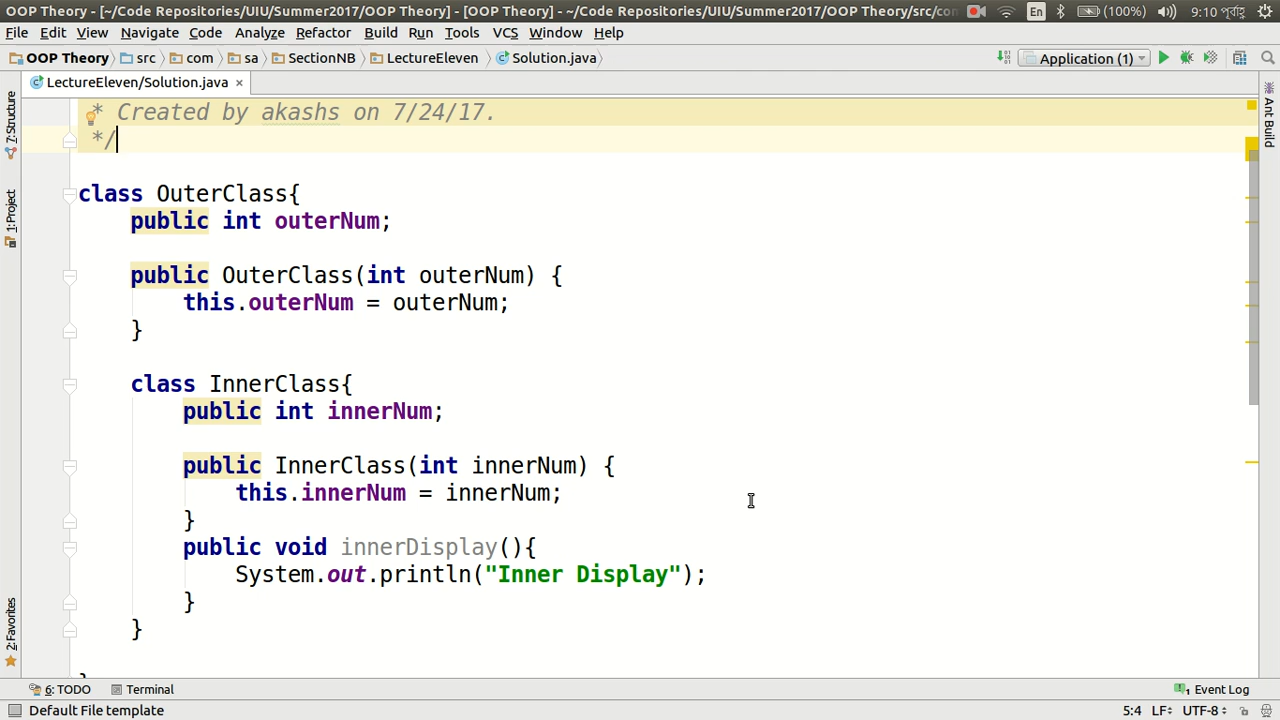 OOP Theory - [~/Code Repositories/UIU/Summer2017/OOP Theory] - [OOP Theory] - ~/Code Repositories/UIU/Summer2017/OOP Theory/src/con
En (100%) 9:10 পূর্বাহ্ণ
File Edit View Navigate Code Analyze Refactor Build Run Tools VCS Window Help
OOP Theory src com sa SectionNB LectureEleven Solution.java Application (1)
LectureEleven/Solution.java ×
7: Structure
1: Project
2: Favorites
Ant Build
* Created by akashs on 7/24/17.
*/
class OuterClass{
public int outerNum;
public OuterClass(int outerNum) {
this.outerNum = outerNum;
}
class InnerClass{
public int innerNum;
public InnerClass(int innerNum) {
this.innerNum = innerNum;
}
public void innerDisplay(){
System.out.println("Inner Display");
}
}
6: TODO Terminal 1 Event Log
Default File template 5:4 LF UTF-8